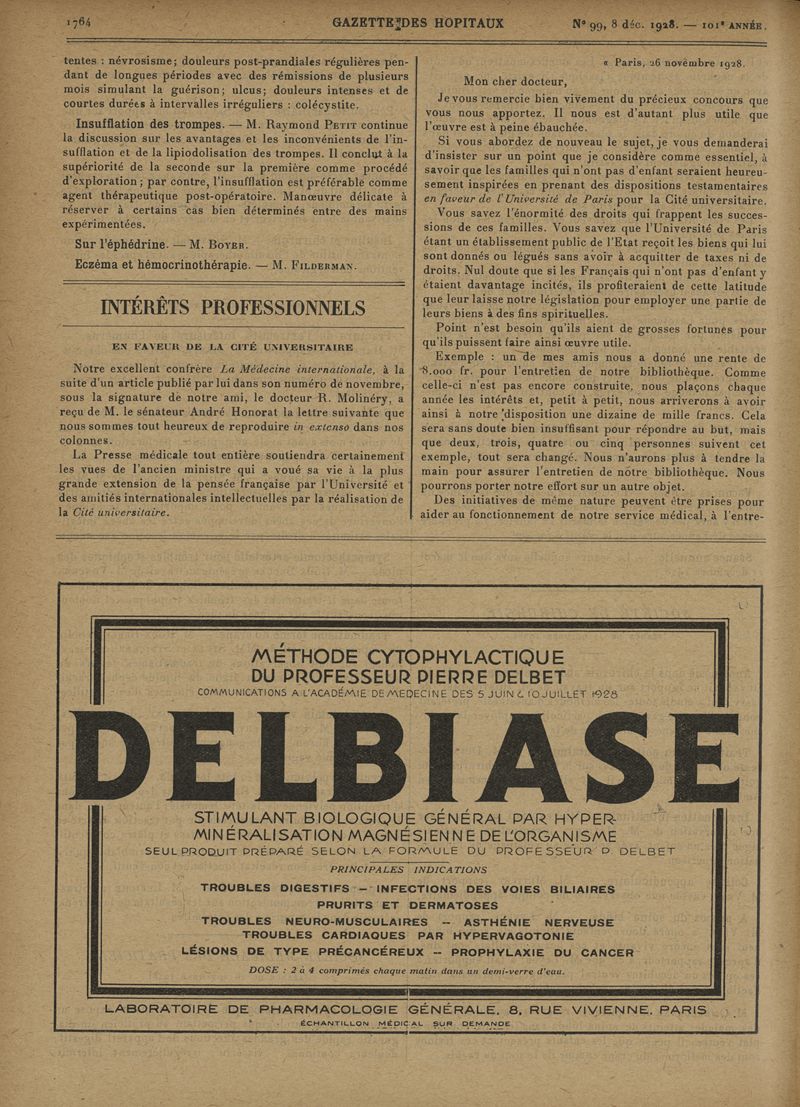 1764
GAZETTE DES HOPITAUX
N° 99, 8 déc. 1928. — 101e ANNÉE.
tentes : névrosisme; douleurs post-prandiales régulières pen-
dant de longues périodes avec des rémissions de plusieurs
mois simulant la guérison; ulcus; douleurs intenses et de
courtes durées à intervalles irréguliers : colécystite.
Insufflation des trompes. — M. Raymond PETIT continue
la discussion sur les avantages et les inconvénients de l'in-
sufflation et de la lipiodolisation des trompes. Il conclut à la
supériorité de la seconde sur la première comme procédé
d'exploration; par contre, l'insufflation est préférable comme
agent thérapeutique post-opératoire. Manœuvre délicate à
réserver à certains cas bien déterminés entre des mains
expérimentées.
Sur l'éphédrine. — M. BOYER.
Eczéma et hémocrinothérapie. — M. FILDERMAN.
INTÉRÊTS PROFESSIONNELS
EN FAVEUR DE LA CITÉ UNIVERSITAIRE
Notre excellent confrère La Médecine internationale, à la
suite d'un article publié par lui dans son numéro de novembre,
sous la signature de notre ami, le docteur R. Molinéry, a
reçu de M. le sénateur André Honorat la lettre suivante que
nous sommes tout heureux de reproduire in extenso dans nos
colonnes.
La Presse médicale tout entière soutiendra certainement
les vues de l'ancien ministre qui a voué sa vie à la plus
grande extension de la pensée française par l'Université et
des amitiés internationales intellectuelles par la réalisation de
la Cité universitaire.
« Paris, 26 novembre 1928.
Mon cher docteur,
Je vous remercie bien vivement du précieux concours que
vous nous apportez. Il nous est d'autant plus utile que
l'œuvre est à peine ébauchée.
Si vous abordez de nouveau le sujet, je vous demanderai
d'insister sur un point que je considère comme essentiel, à
savoir que les familles qui n'ont pas d'enfant seraient heureu-
sement inspirées en prenant des dispositions testamentaires
en faveur de l'Université de Paris pour la Cité universitaire.
Vous savez l'énormité des droits qui frappent les succes-
sions de ces familles. Vous savez que l'Université de Paris
étant un établissement public de l'Etat reçoit les biens qui lui
sont donnés ou légués sans avoir à acquitter de taxes ni de
droits. Nul doute que si les Français qui n'ont pas d'enfant y
étaient davantage incités, ils profiteraient de cette latitude
que leur laisse notre législation pour employer une partie de
leurs biens à des fins spirituelles.
Point n'est besoin qu'ils aient de grosses fortunes pour
qu'ils puissent faire ainsi œuvre utile.
Exemple : un de mes amis nous a donné une rente de
8.000 fr. pour l'entretien de notre bibliothèque. Comme
celle-ci n'est pas encore construite, nous plaçons chaque
année les intérêts et, petit à petit, nous arriverons à avoir
ainsi à notre disposition une dizaine de mille francs. Cela
sera sans doute bien insuffisant pour répondre au but, mais
que deux, trois, quatre ou cinq personnes suivent cet
exemple, tout sera changé. Nous n'aurons plus à tendre la
main pour assurer l'entretien de nôtre bibliothèque. Nous
pourrons porter notre effort sur un autre objet.
Des initiatives de même nature peuvent être prises pour
aider au fonctionnement de notre service médical, à l'entre-
MÉTHODE CYTOPHYLACTIQUE
DU PROFESSEUR PIERRE DELBET
COMMUNICATIONS A L'ACADÉMIE DE MEDECINE DES 5 JUIN & 10 JUILLET 1928
DELBIASE
STIMULANT BIOLOGIQUE GÉNÉRAL PAR HYPER-
MINÉRALISATION MAGNÉSIENNE DE L'ORGANISME
SEUL PRODUIT PRÉPARÉ SELON LA FORMULE DU PROFESSEUR P. DELBET
PRINCIPALES INDICATIONS
TROUBLES DIGESTIFS — INFECTIONS DES VOIES BILIAIRES
PRURITS ET DERMATOSES
TROUBLES NEURO-MUSCULAIRES — ASTHÉNIE NERVEUSE
TROUBLES CARDIAQUES PAR HYPERVAGOTONIE
LÉSIONS DE TYPE PRÉCANCÉREUX — PROPHYLAXIE DU CANCER
DOSE : 2 à 4 comprimés chaque matin dans un demi-verre d'eau.
LABORATOIRE DE PHARMACOLOGIE GÉNÉRALE, 8, RUE VIVIENNE, PARIS
ÉCHANTILLON MÉDICAL SUR DEMANDE